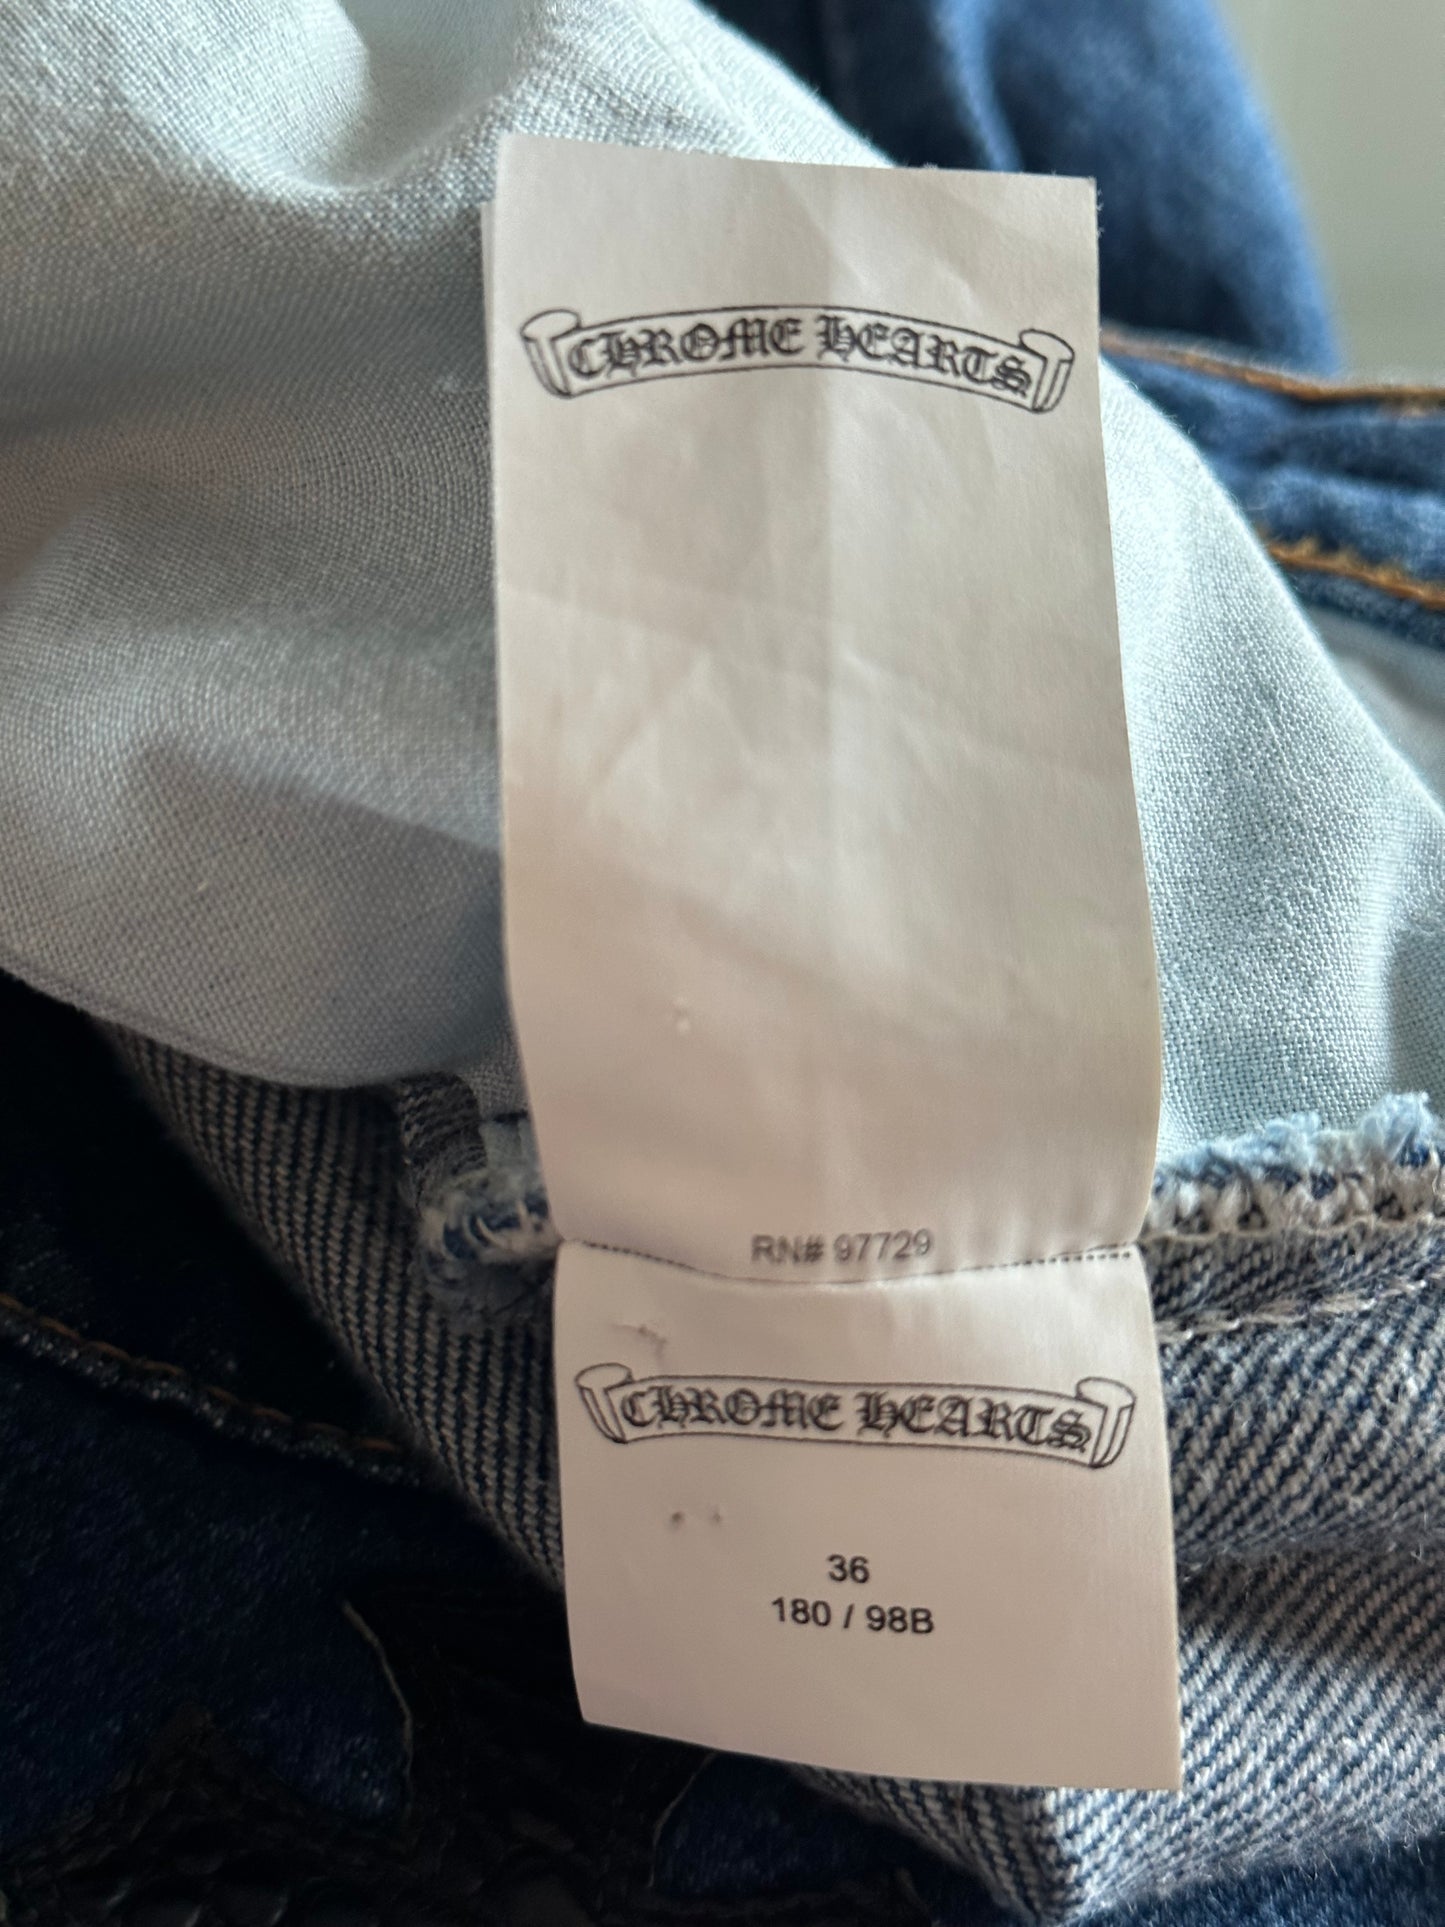 CHROME HEARTS
RN# 97729
CHROME HEARTS
36
180 / 98B